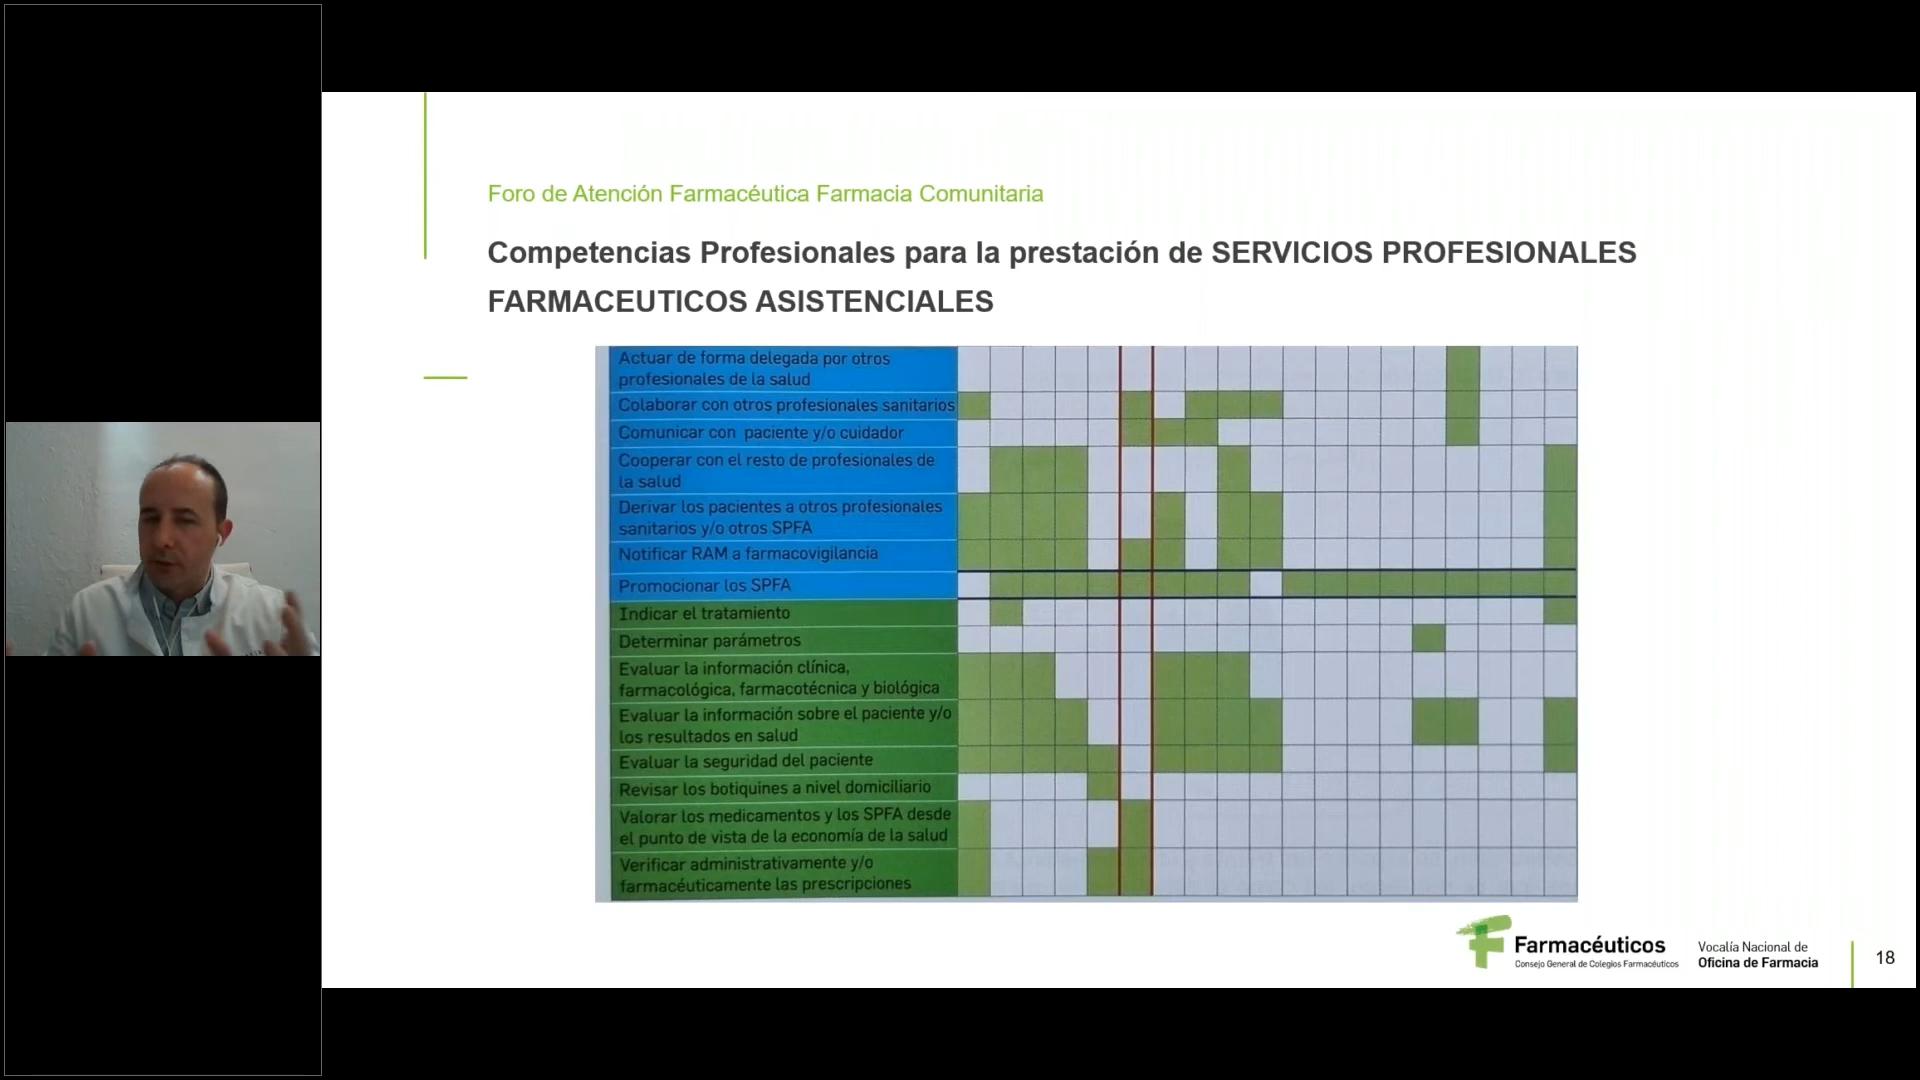 Foro de Atención Farmacéutica Farmacia Comunitaria
Competencias Profesionales para la prestación de SERVICIOS PROFESIONALES
FARMACEUTICOS ASISTENCIALES
Actuar de forma delegada por otros
profesionales de la salud
Colaborar con otros profesionales sanitarios
Comunicar con paciente y/o cuidador
Cooperar con el resto de profesionales de
la salud
Derivar los pacientes a otros profesionales
sanitarios y/o otros SPFA
Notificar RAM a farmacovigilancia
Promocionar los SPFA
Indicar el tratamiento
Determinar parámetros
Evaluar la información clínica,
farmacológica, farmacotécnica y biológica
Evaluar la información sobre el paciente y/o
los resultados en salud
Evaluar la seguridad del paciente
Revisar los botiquines a nivel domiciliario
Valorar los medicamentos y los SPFA desde
el punto de vista de la economía de la salud
Verificar administrativamente y/o
farmacéuticamente las prescripciones
Farmacéuticos
Consejo General de Colegios Farmacéuticos
Vocalía Nacional de
Oficina de Farmacia
18